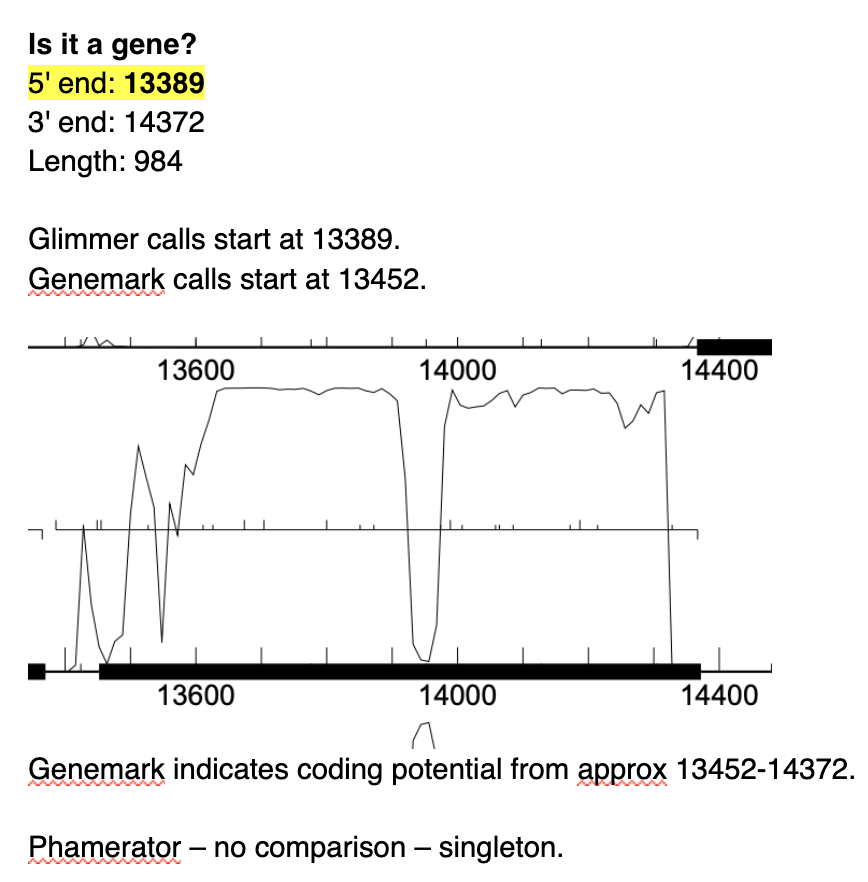 Is it a gene?
5' end: 13389
3' end: 14372
Length: 984
Glimmer calls start at 13389.
Genemark calls start at 13452.
13600 14000 14400
13600 14000 14400
Genemark indicates coding potential from approx 13452-14372.
Phamerator – no comparison – singleton.